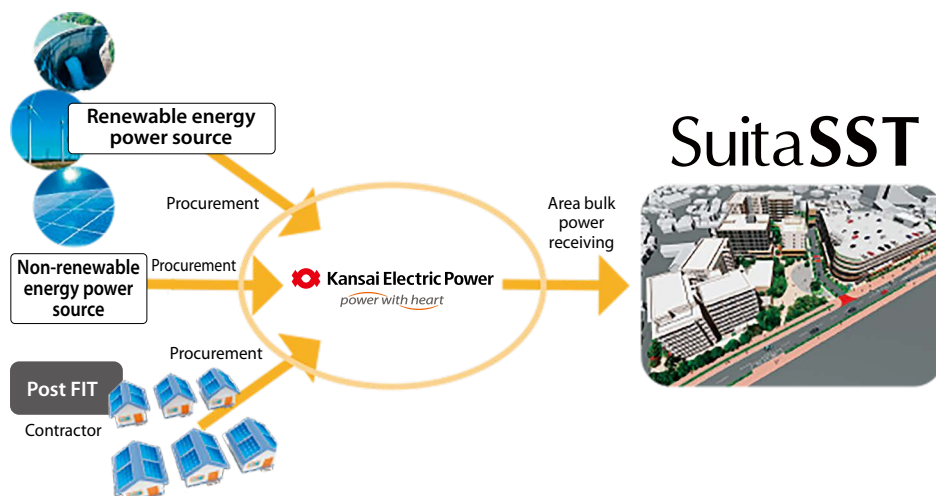 Renewable energy
power source
SuitaSST
Procurement
Area bulk
power
receiving
Non-renewable
energy power
source
Procurement
Kansai Electric Power
power with heart
Procurement
Post FIT
Contractor